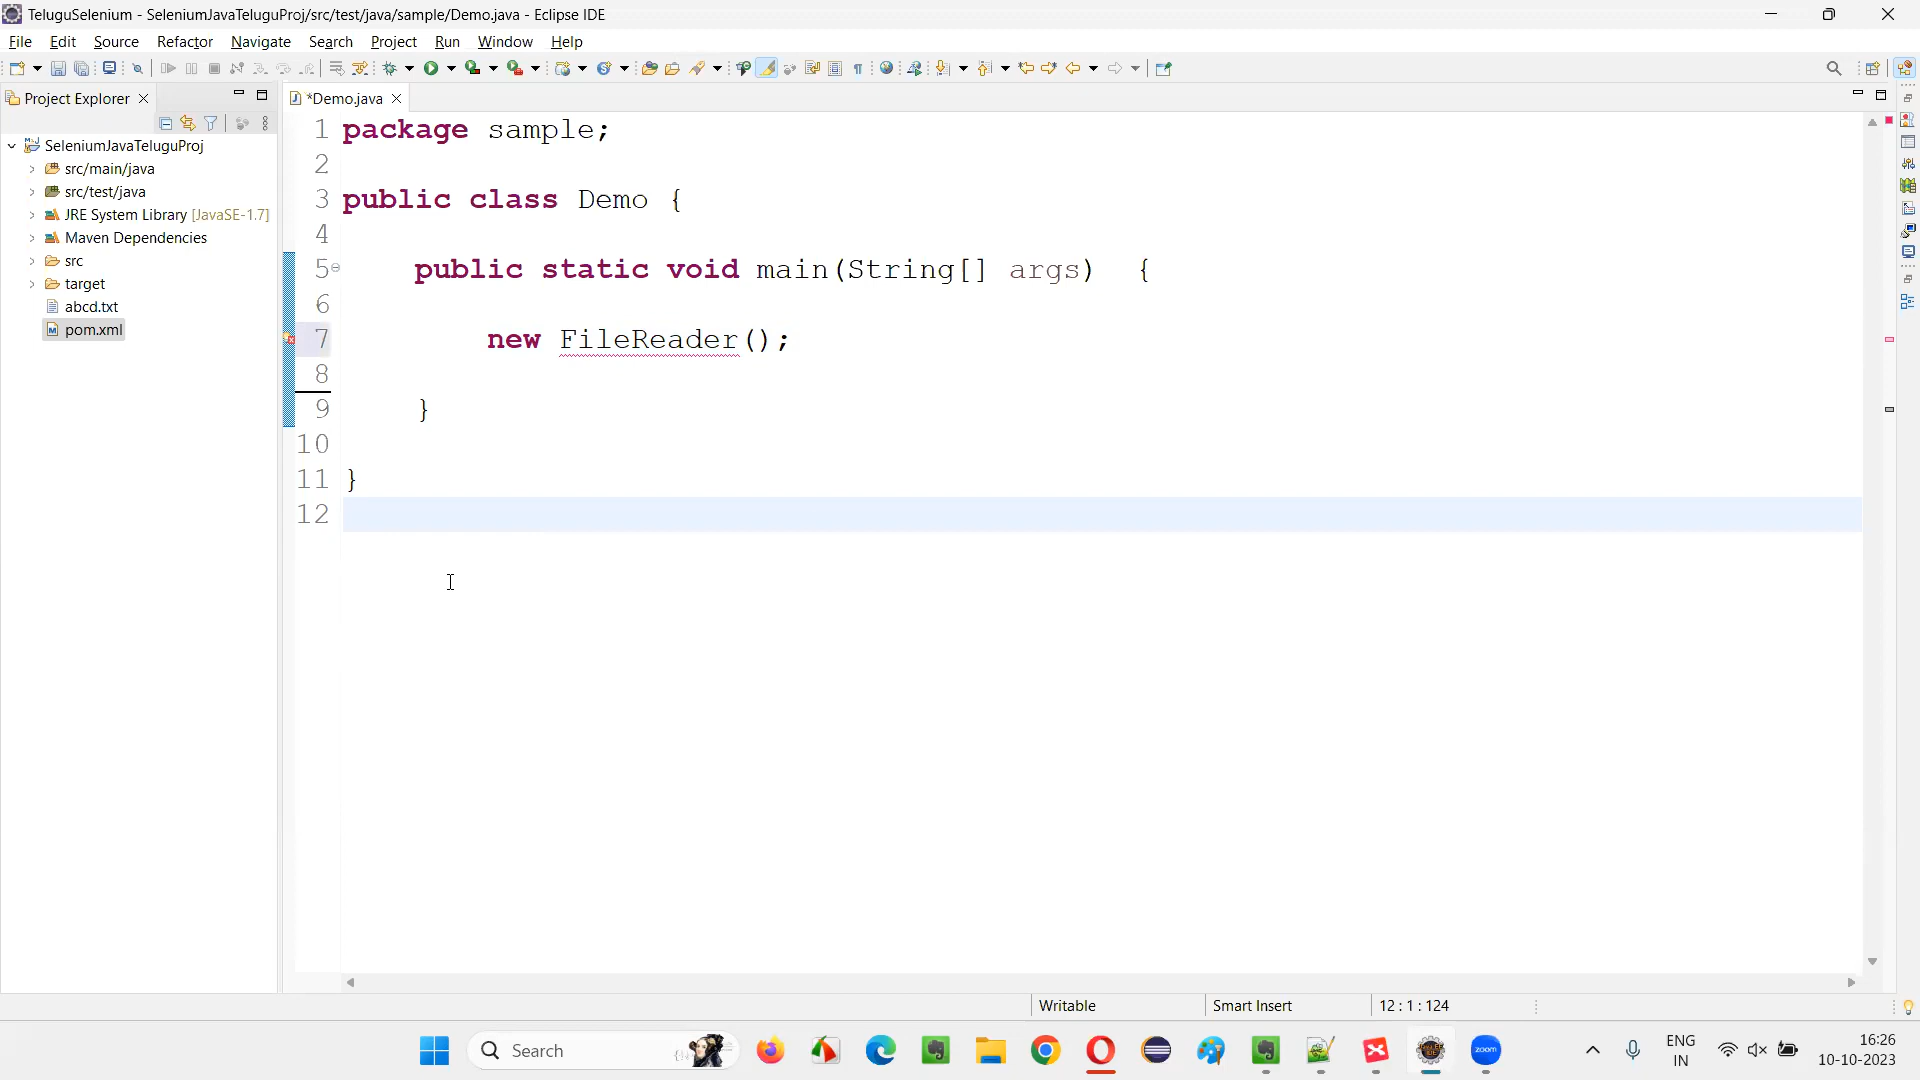 TeluguSelenium - SeleniumJavaTeluguProj/src/test/java/sample/Demo.java - Eclipse IDE
File Edit Source Refactor Navigate Search Project Run Window Help
Project Explorer
*Demo.java
SeleniumJavaTeluguProj
src/main/java
src/test/java
JRE System Library [JavaSE-1.7]
Maven Dependencies
src
target
abcd.txt
pom.xml
1 package sample;
2
3 public class Demo {
4
5 public static void main(String[] args) {
6
7 new FileReader();
8
9 }
10
11 }
12
Writable Smart Insert 12 : 1 : 124
Search
zoom
ENG
IN
16:26
10-10-2023